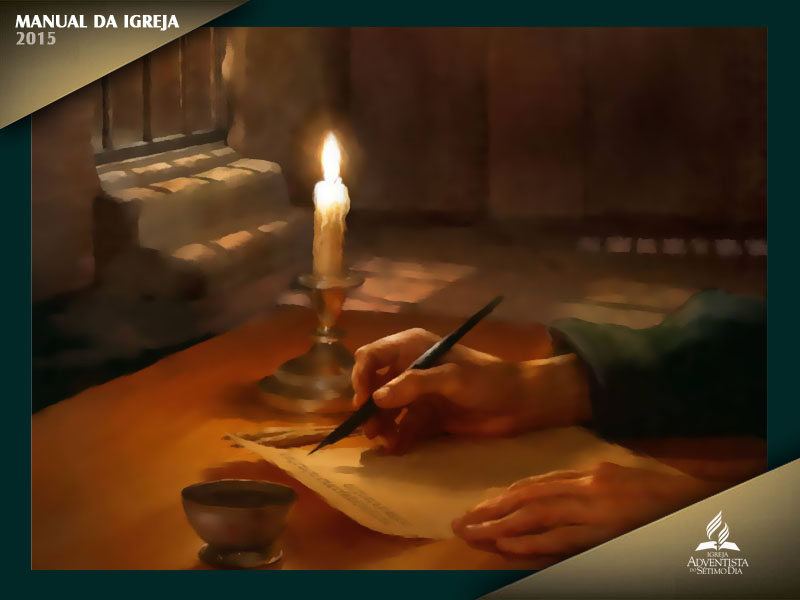 MANUAL DA IGREJA
2015
IGREJA
ADVENTISTA
DO SÉTIMO DIA